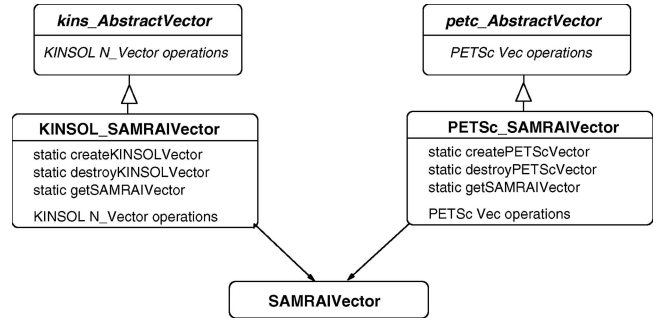 kins_AbstractVector
KINSOL N_Vector operations
petc_AbstractVector
PETSc Vec operations
KINSOL_SAMRAIVector
static createKINSOLVector
static destroyKINSOLVector
static getSAMRAIVector
KINSOL N_Vector operations
PETSc_SAMRAIVector
static createPETScVector
static destroyPETScVector
static getSAMRAIVector
PETSc Vec operations
SAMRAIVector